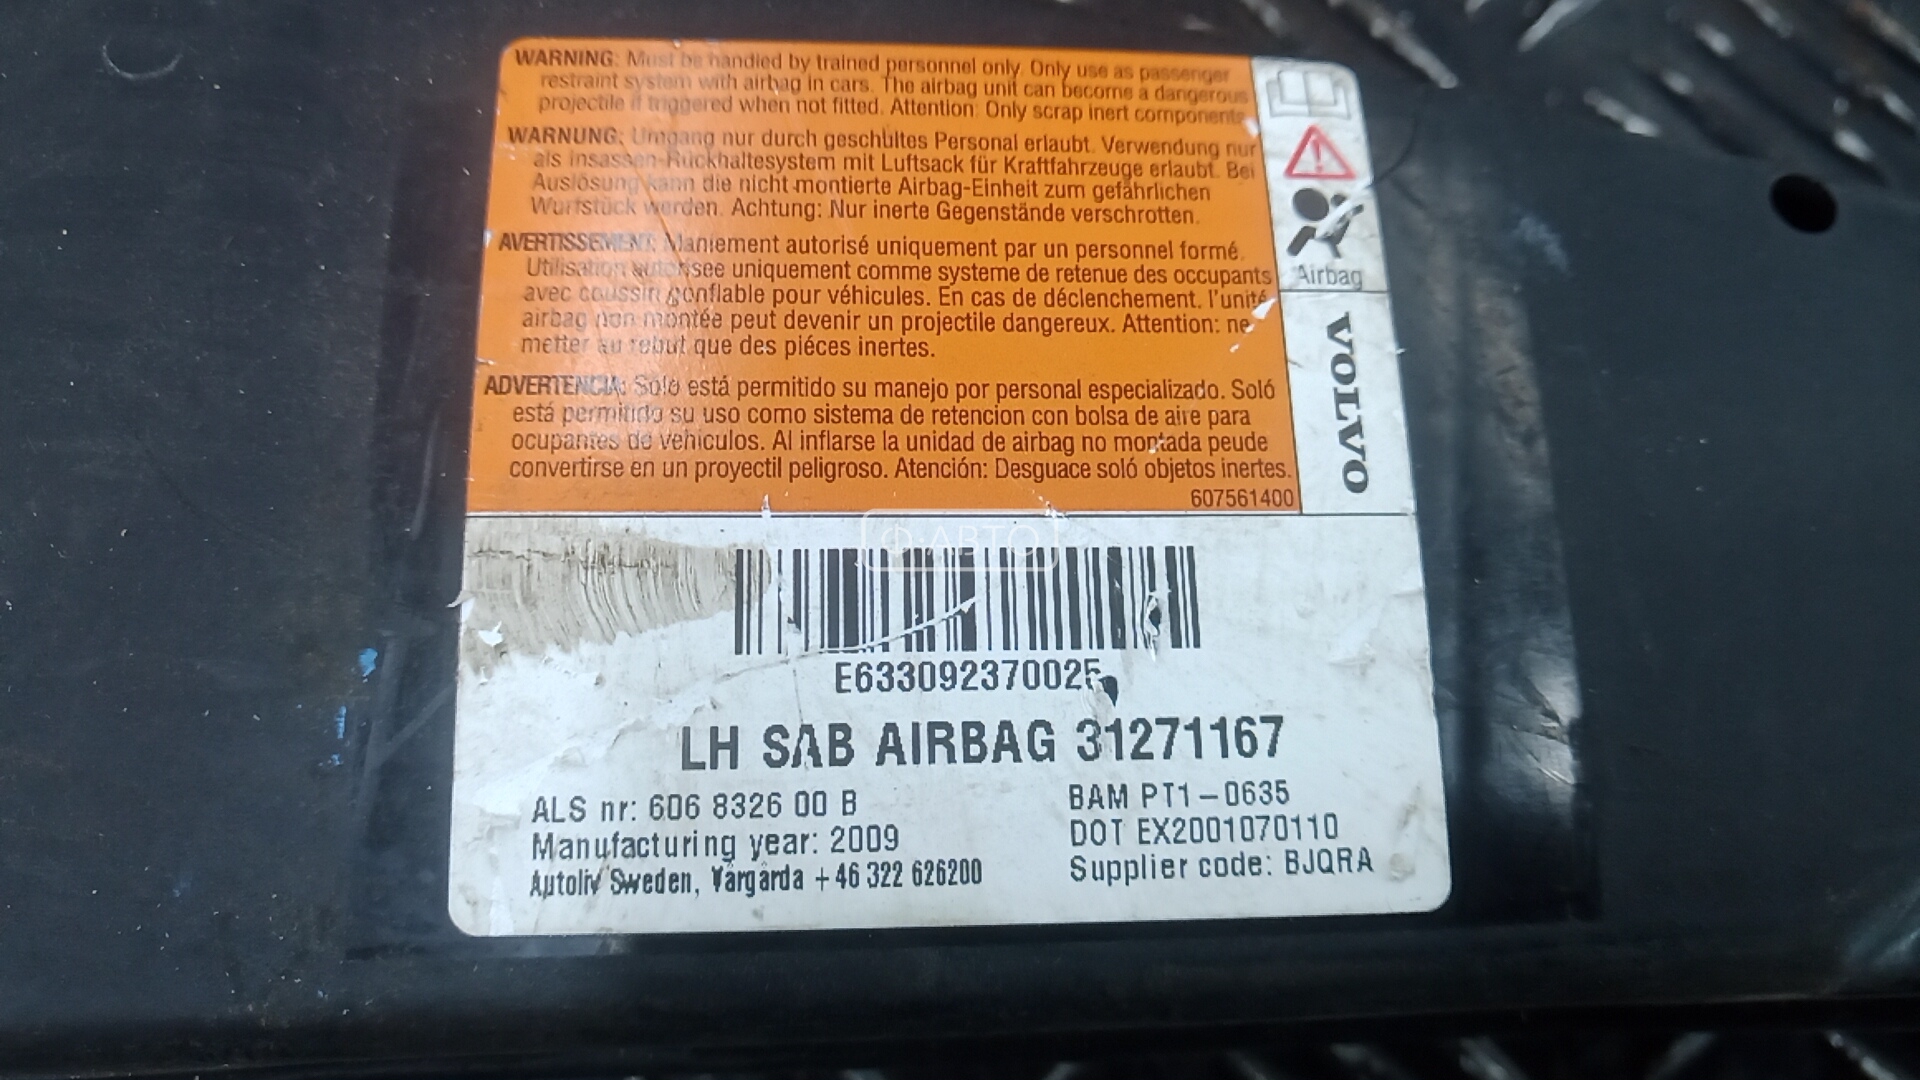 WARNING: Must be handled by trained personnel only. Only use as passenger
restraint system with airbag in cars. The airbag unit can become a dangerous
projectile if triggered when not fitted. Attention: Only scrap inert components.
WARNUNG: Umgang nur durch geschultes Personal erlaubt. Verwendung nur
als insassen-Rückhaltesystem mit Luftsack für Kraftfahrzeuge erlaubt. Bei
Auslösung kann die nicht montierte Airbag-Einheit zum gefährlichen
Wurfstück werden. Achtung: Nur inerte Gegenstände verschrotten.
AVERTISSEMENT: Maniement autorisé uniquement par un personnel formé.
Utilisation autorisee uniquement comme systeme de retenue des occupants
avec coussin gonflable pour véhicules. En cas de déclenchement. l'unité
airbag non montée peut devenir un projectile dangereux. Attention: ne
metter au rebut que des piéces inertes.
ADVERTENCIA: Solo está permitido su manejo por personal especializado. Soló
está permitido su uso como sistema de retencion con bolsa de aire para
ocupantes de vehiculos. Al inflarse la unidad de airbag no montada peude
convertirse en un proyectil peligroso. Atención: Desguace soló objetos inertes.
607561400
Airbag
VOLVO
Ф-АВТО
E633092370025
LH SAB AIRBAG 31271167
ALS nr: 606 8326 00 B
Manufacturing year: 2009
Autoliv Sweden, Vårgårda +46 322 626200
BAM PT1-0635
DOT EX2001070110
Supplier code: BJQRA